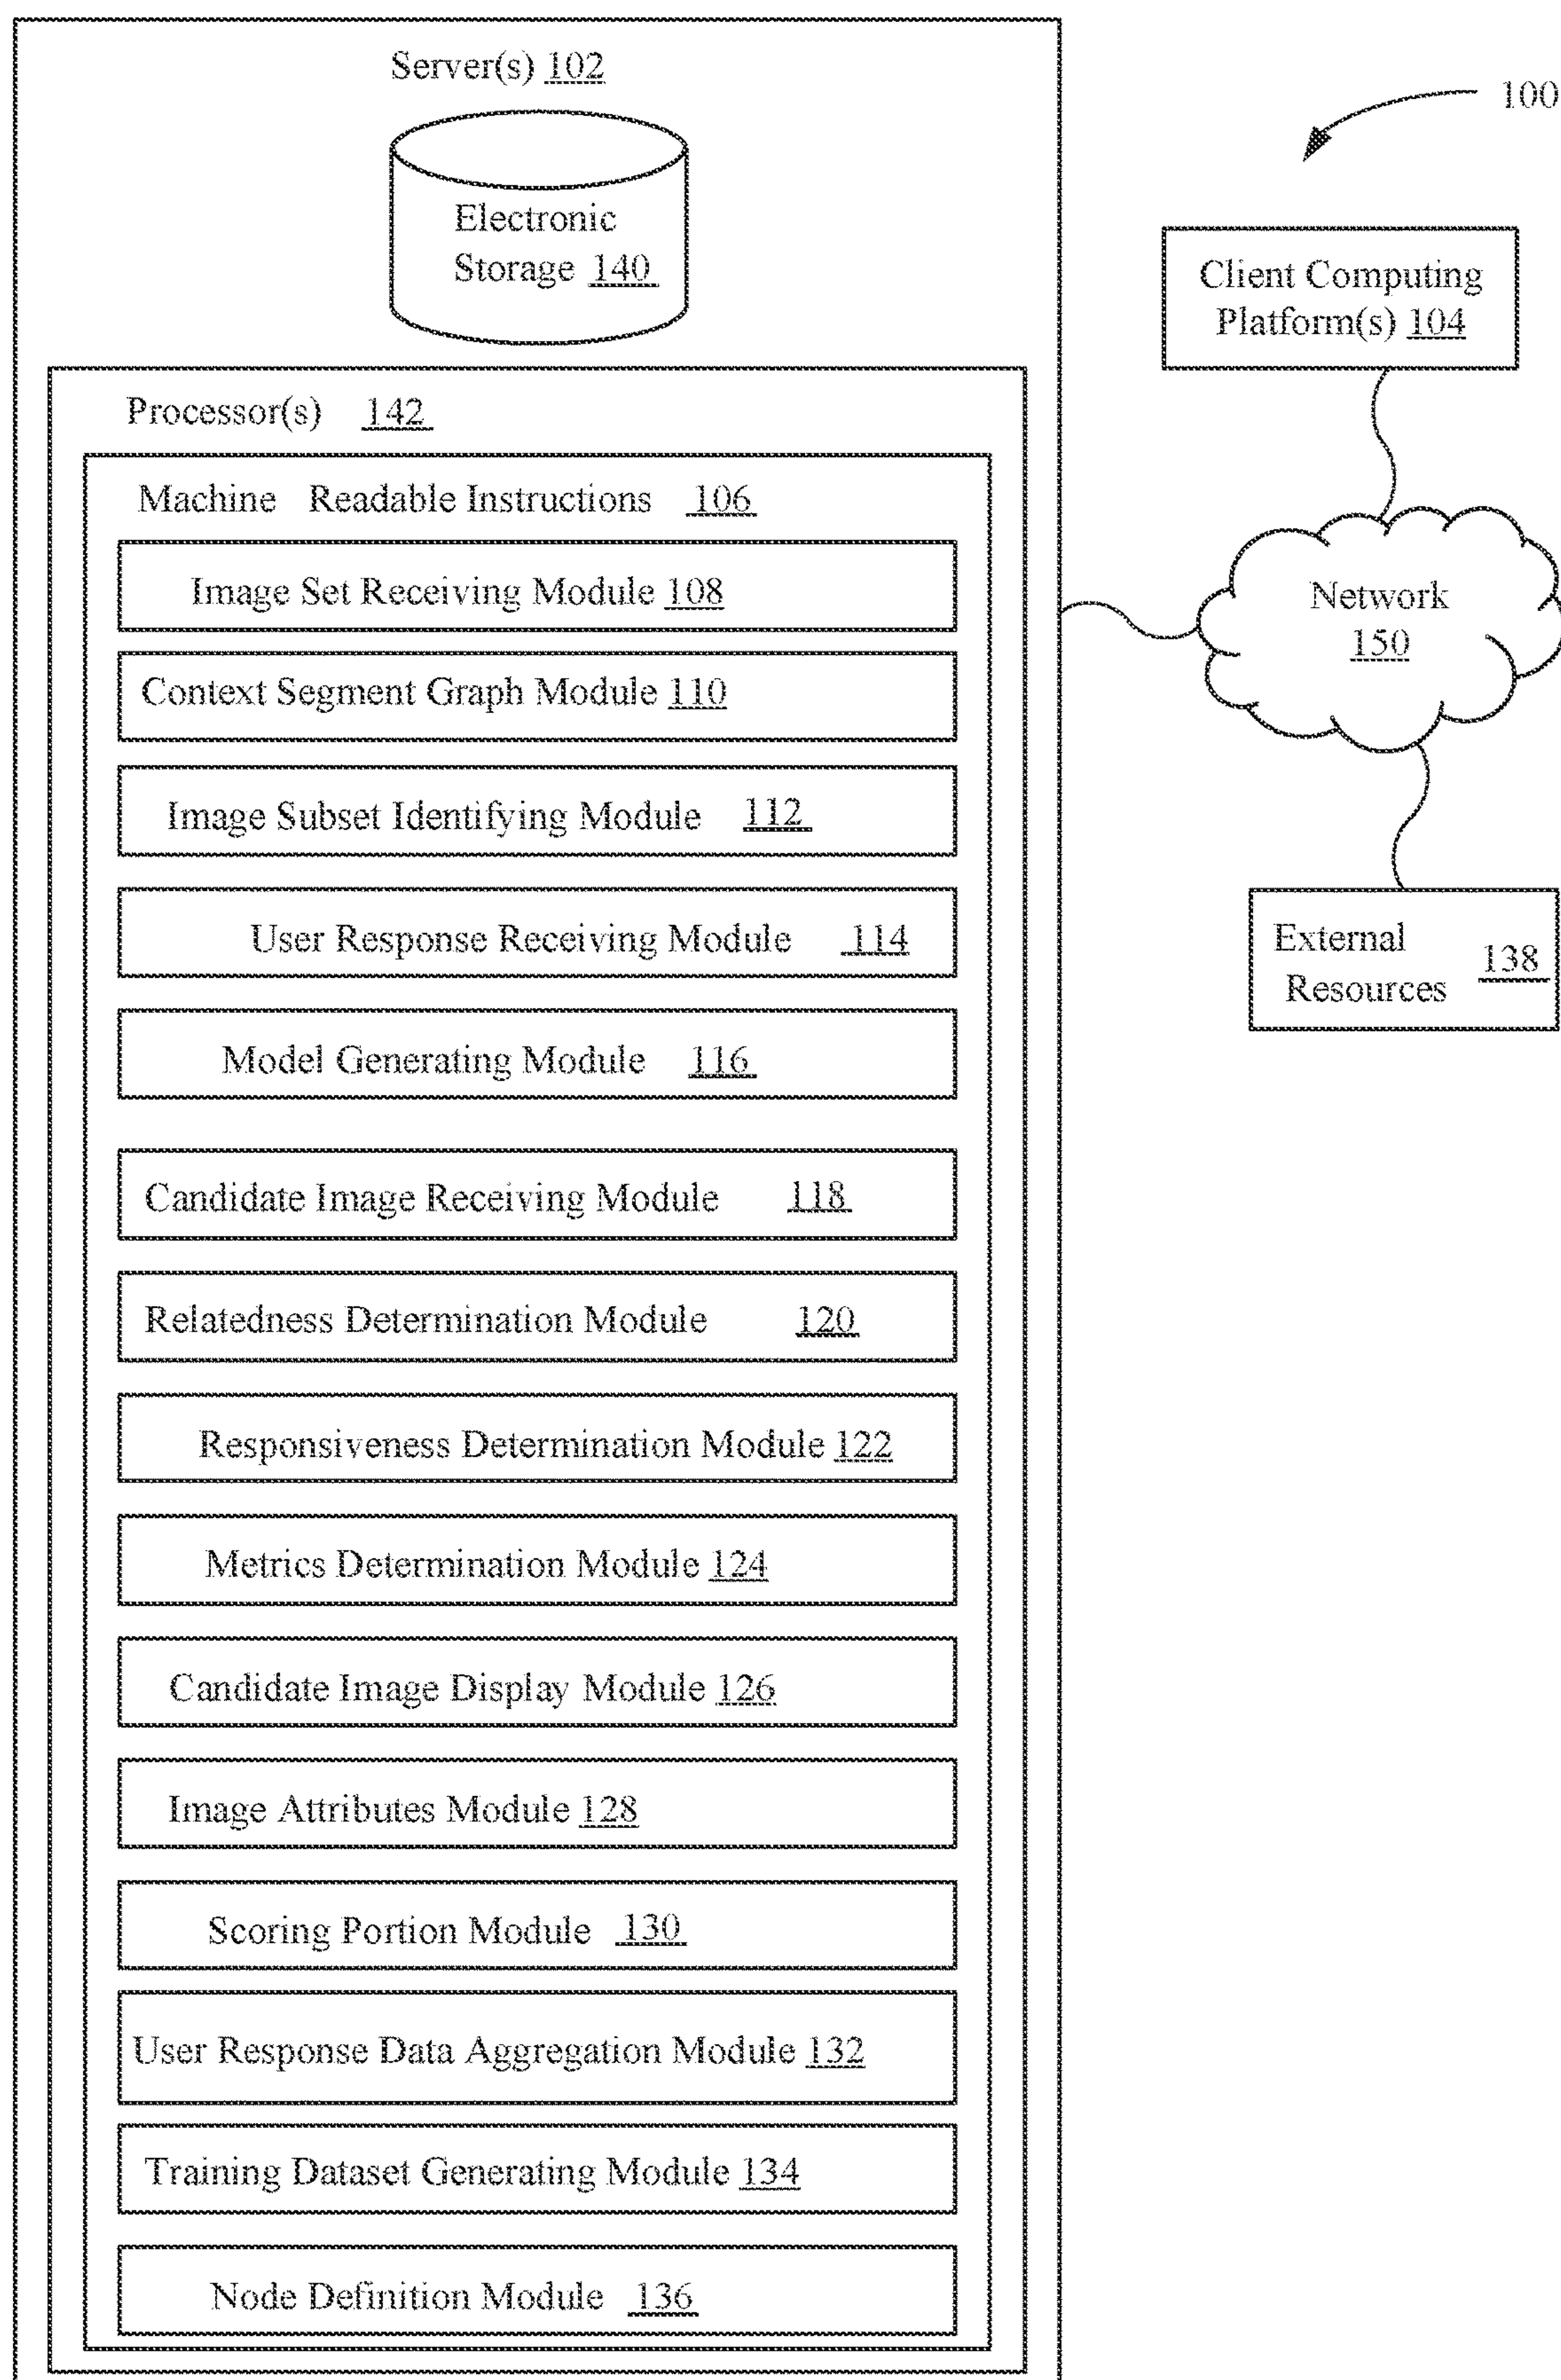 Server(s) 102
Electronic
Storage 140
Processor(s) 142
Machine Readable Instructions 106
Image Set Receiving Module 108
Context Segment Graph Module 110
Image Subset Identifying Module 112
User Response Receiving Module 114
Model Generating Module 116
Candidate Image Receiving Module 118
Relatedness Determination Module 120
Responsiveness Determination Module 122
Metrics Determination Module 124
Candidate Image Display Module 126
Image Attributes Module 128
Scoring Portion Module 130
User Response Data Aggregation Module 132
Training Dataset Generating Module 134
Node Definition Module 136
100
Client Computing
Platform(s) 104
Network
150
External
Resources 138